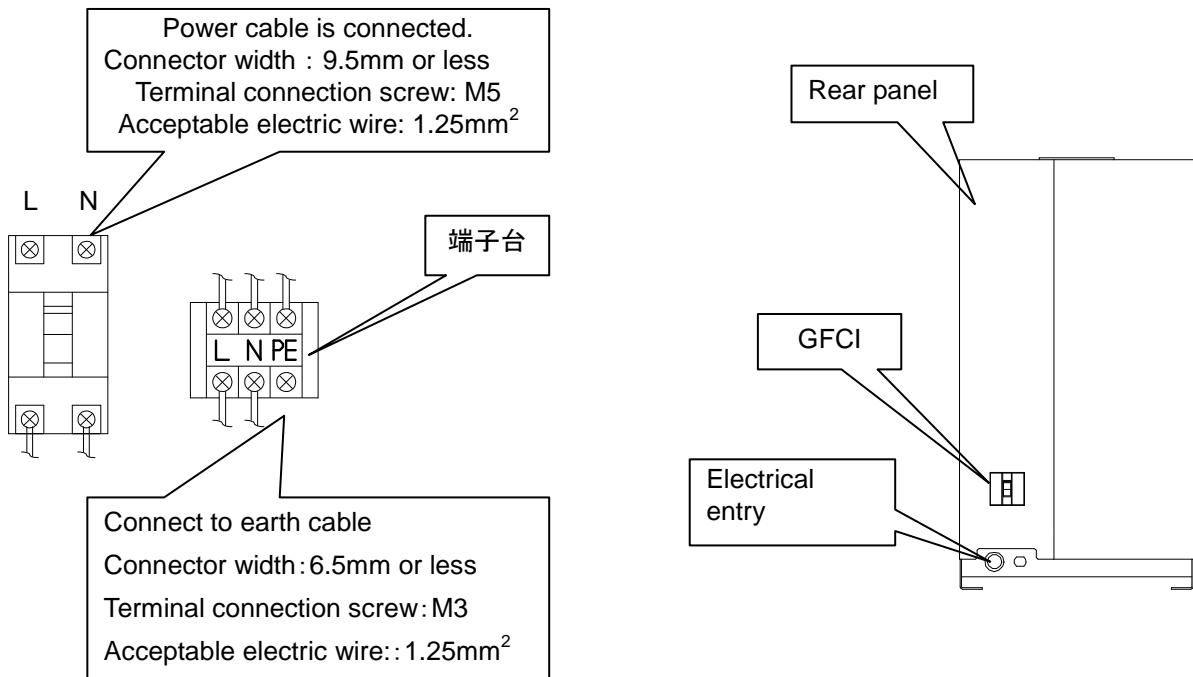 Power cable is connected.
Connector width : 9.5mm or less
Terminal connection screw: M5
Acceptable electric wire: 1.25mm²
L N
端子台
L N PE
Connect to earth cable
Connector width:6.5mm or less
Terminal connection screw:M3
Acceptable electric wire::1.25mm²
Rear panel
GFCI
Electrical
entry